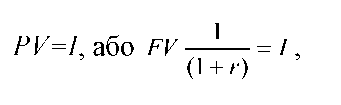 PV=I, або FV 1/(1 + r) = I ,